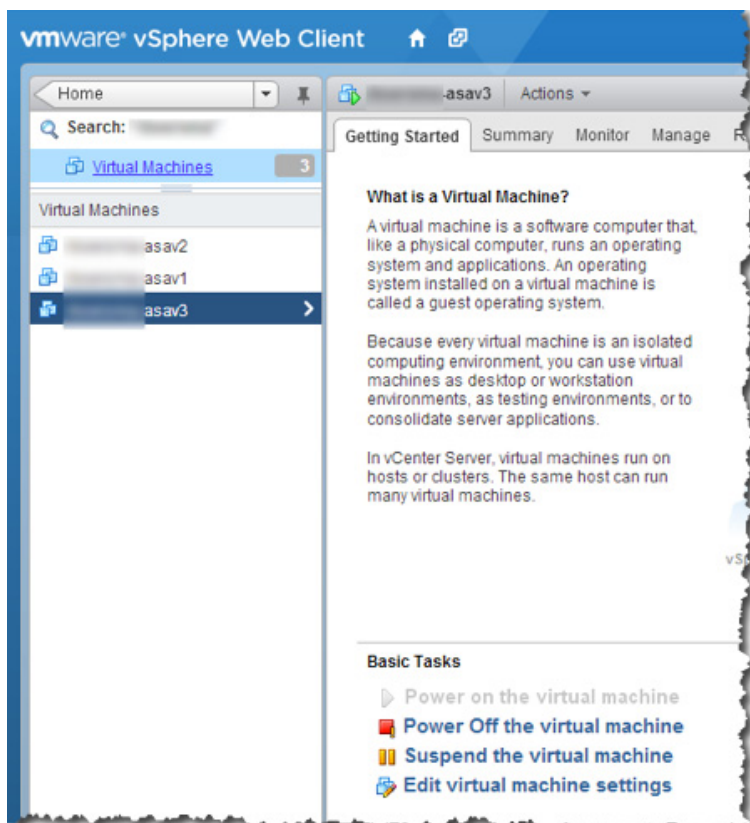 vmware® vSphere Web Client
Home
asav3 Actions
Search:
Getting Started Summary Monitor Manage
Virtual Machines 3
Virtual Machines
asav2
asav1
asav3
What is a Virtual Machine?
A virtual machine is a software computer that,
like a physical computer, runs an operating
system and applications. An operating
system installed on a virtual machine is
called a guest operating system.
Because every virtual machine is an isolated
computing environment, you can use virtual
machines as desktop or workstation
environments, as testing environments, or to
consolidate server applications.
In vCenter Server, virtual machines run on
hosts or clusters. The same host can run
many virtual machines.
Basic Tasks
Power on the virtual machine
Power Off the virtual machine
Suspend the virtual machine
Edit virtual machine settings